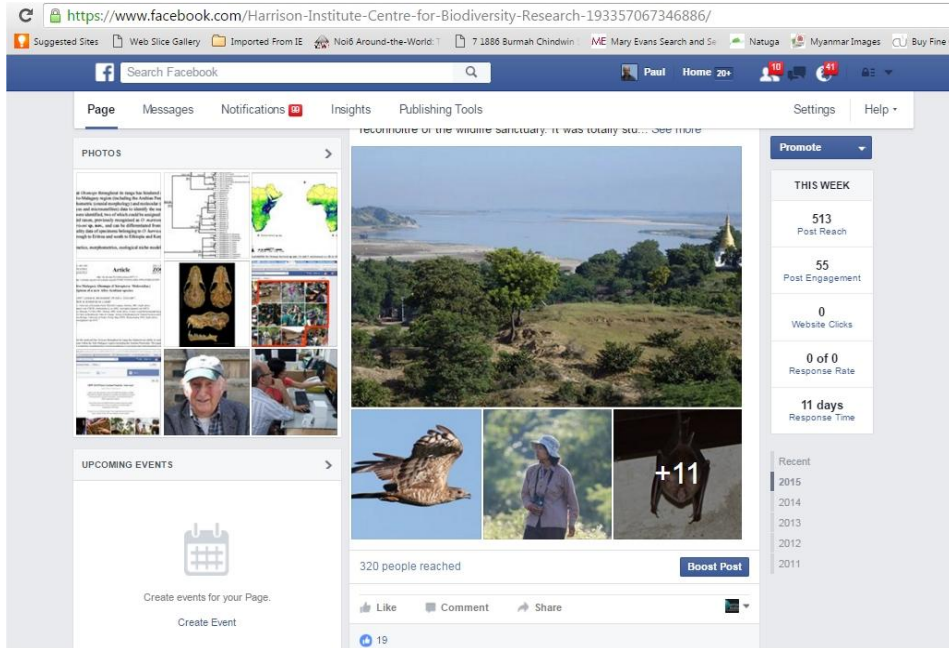 https://www.facebook.com/Harrison-Institute-Centre-for-Biodiversity-Research-193357067346886/
Suggested Sites Web Slice Gallery Imported From IE Noi6 Around-the-World: T 7 1886 Burmah Chindwin ME Mary Evans Search and Se Natuga Myanmar Images CU Buy Fine
f Search Facebook Paul Home 20+ 10 41
Page Messages Notifications 99 Insights Publishing Tools Settings Help
reconnoitre of the wildlife sanctuary. It was totally stu... See more
PHOTOS
Article
+11
320 people reached
Boost Post
Like Comment Share
19
UPCOMING EVENTS
Create events for your Page.
Create Event
Promote
THIS WEEK
513
Post Reach
55
Post Engagement
0
Website Clicks
0 of 0
Response Rate
11 days
Response Time
Recent
2015
2014
2013
2012
2011